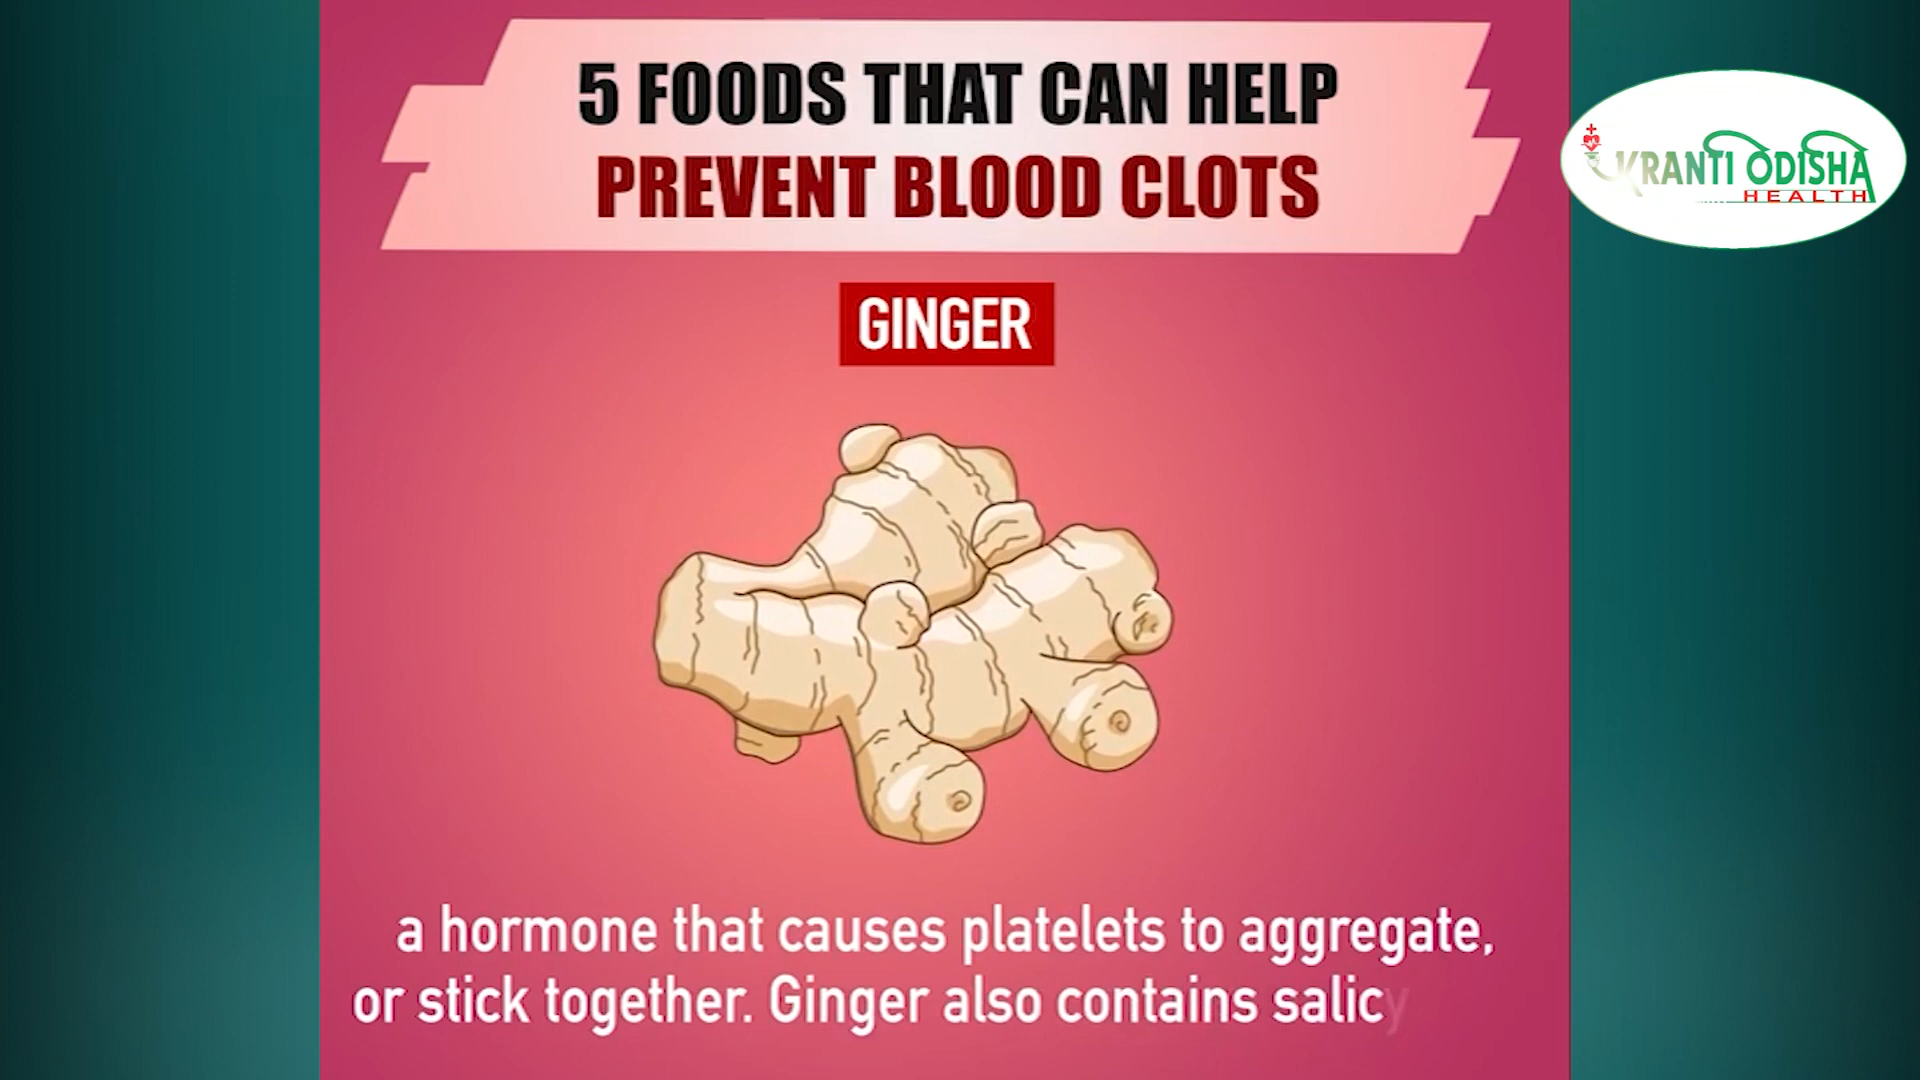 5 FOODS THAT CAN HELP
PREVENT BLOOD CLOTS
KRANTI ODISHA
HEALTH
GINGER
a hormone that causes platelets to aggregate,
or stick together. Ginger also contains salicy